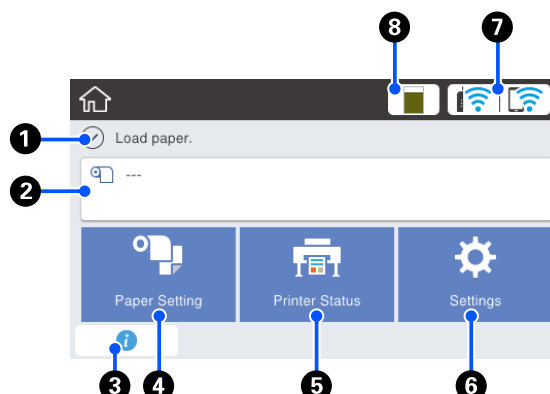 8
7
1
Load paper.
2
---
Paper Setting
Printer Status
Settings
i
3
4
5
6